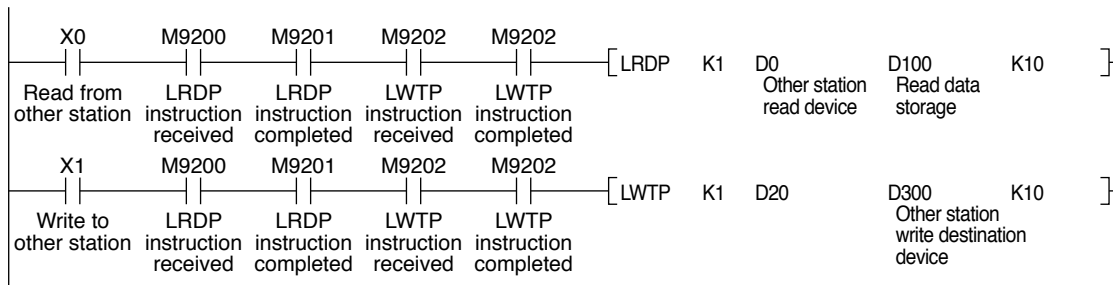 X0 M9200 M9201 M9202 M9202
LRDP K1 D0 D100 K10
Read from other station
LRDP instruction received
LRDP instruction completed
LWTP instruction received
LWTP instruction completed
Other station read device
Read data storage
X1 M9200 M9201 M9202 M9202
LWTP K1 D20 D300 K10
Write to other station
LRDP instruction received
LRDP instruction completed
LWTP instruction received
LWTP instruction completed
Other station write destination device